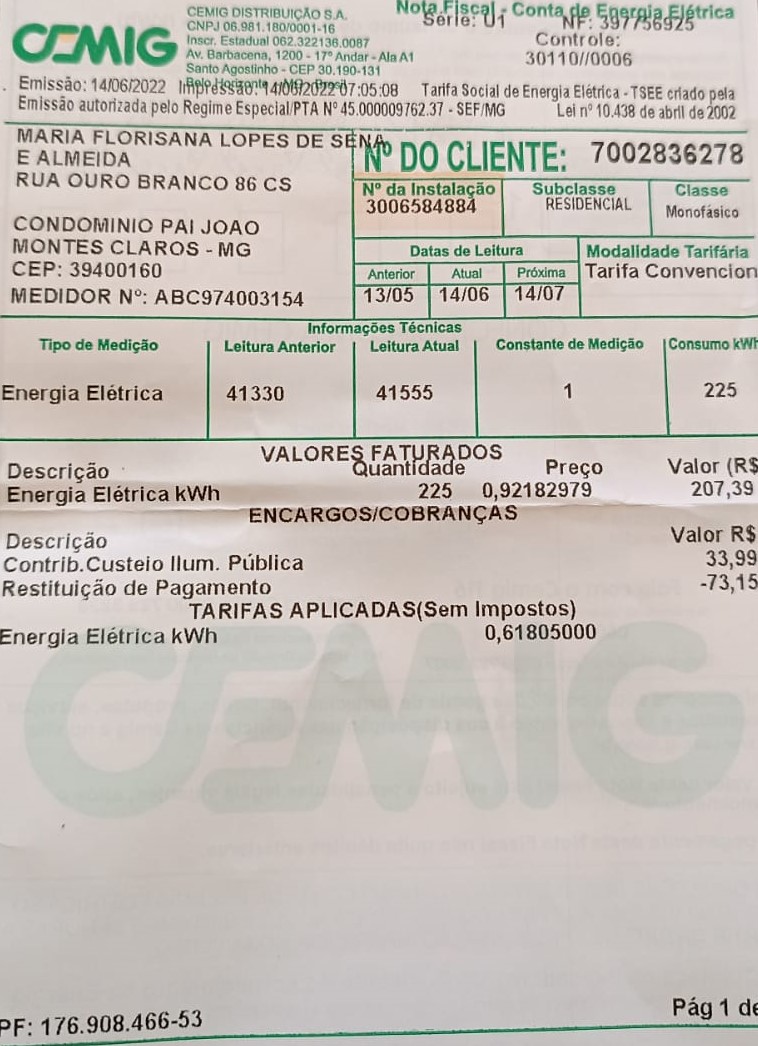 CEMIG
CEMIG DISTRIBUIÇÃO S.A.
CNPJ 06.981.180/0001-16
Inscr. Estadual 062.322136.0087
Av. Barbacena, 1200 - 17º Andar - Ala A1
Santo Agostinho - CEP 30.190-131
Belo Horizonte - MG - Brasil
Nota Fiscal - Conta de Energia Elétrica
Série: U1 NF: 397756925
Controle:
30110//0006
Emissão: 14/06/2022 Impressão: 14/06/2022 07:05:08 Tarifa Social de Energia Elétrica - TSEE criado pela
Emissão autorizada pelo Regime Especial/PTA Nº 45.000009762.37 - SEF/MG Lei nº 10.438 de abril de 2002
MARIA FLORISANA LOPES DE SENA
E ALMEIDA
RUA OURO BRANCO 86 CS
CONDOMINIO PAI JOAO
MONTES CLAROS - MG
CEP: 39400160
MEDIDOR Nº: ABC974003154
Nº DO CLIENTE: 7002836278
Nº da Instalação Subclasse Classe
3006584884 RESIDENCIAL Monofásico
Datas de Leitura Modalidade Tarifária
Anterior Atual Próxima Tarifa Convencion
13/05 14/06 14/07
Informações Técnicas
Tipo de Medição Leitura Anterior Leitura Atual Constante de Medição Consumo kWh
Energia Elétrica 41330 41555 1 225
VALORES FATURADOS
Descrição Quantidade Preço Valor (R$
Energia Elétrica kWh 225 0,92182979 207,39
ENCARGOS/COBRANÇAS
Descrição Valor R$
Contrib.Custeio Ilum. Pública 33,99
Restituição de Pagamento -73,15
TARIFAS APLICADAS(Sem Impostos)
Energia Elétrica kWh 0,61805000
CEMIG
PF: 176.908.466-53 Pág 1 de